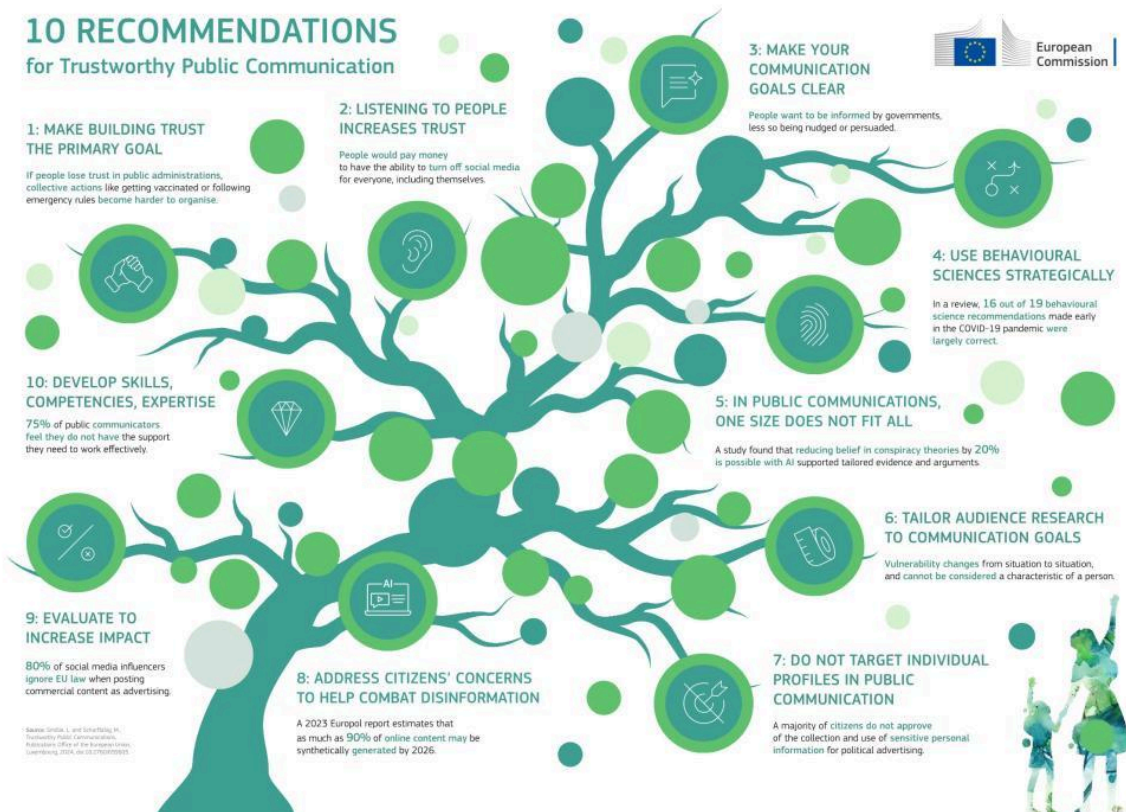 10 RECOMMENDATIONS
for Trustworthy Public Communication
European
Commission
1: MAKE BUILDING TRUST
THE PRIMARY GOAL
If people lose trust in public administrations,
collective actions like getting vaccinated or following
emergency rules become harder to organise.
2: LISTENING TO PEOPLE
INCREASES TRUST
People would pay money
to have the ability to turn off social media
for everyone, including themselves.
3: MAKE YOUR
COMMUNICATION
GOALS CLEAR
People want to be informed by governments,
less so being nudged or persuaded.
4: USE BEHAVIOURAL
SCIENCES STRATEGICALLY
In a review, 16 out of 19 behavioural
science recommendations made early
in the COVID-19 pandemic were
largely correct.
5: IN PUBLIC COMMUNICATIONS,
ONE SIZE DOES NOT FIT ALL
A study found that reducing belief in conspiracy theories by 20%
is possible with AI supported tailored evidence and arguments.
6: TAILOR AUDIENCE RESEARCH
TO COMMUNICATION GOALS
Vulnerability changes from situation to situation,
and cannot be considered a characteristic of a person.
7: DO NOT TARGET INDIVIDUAL
PROFILES IN PUBLIC
COMMUNICATION
A majority of citizens do not approve
of the collection and use of sensitive personal
information for political advertising.
AI
8: ADDRESS CITIZENS' CONCERNS
TO HELP COMBAT DISINFORMATION
A 2023 Europol report estimates that
as much as 90% of online content may be
synthetically generated by 2026.
9: EVALUATE TO
INCREASE IMPACT
80% of social media influencers
ignore EU law when posting
commercial content as advertising.
10: DEVELOP SKILLS,
COMPETENCIES, EXPERTISE
75% of public communicators
feel they do not have the support
they need to work effectively.
Trustworthy Public Communications,
Publications Office of the European Union,
Luxembourg, 2024,